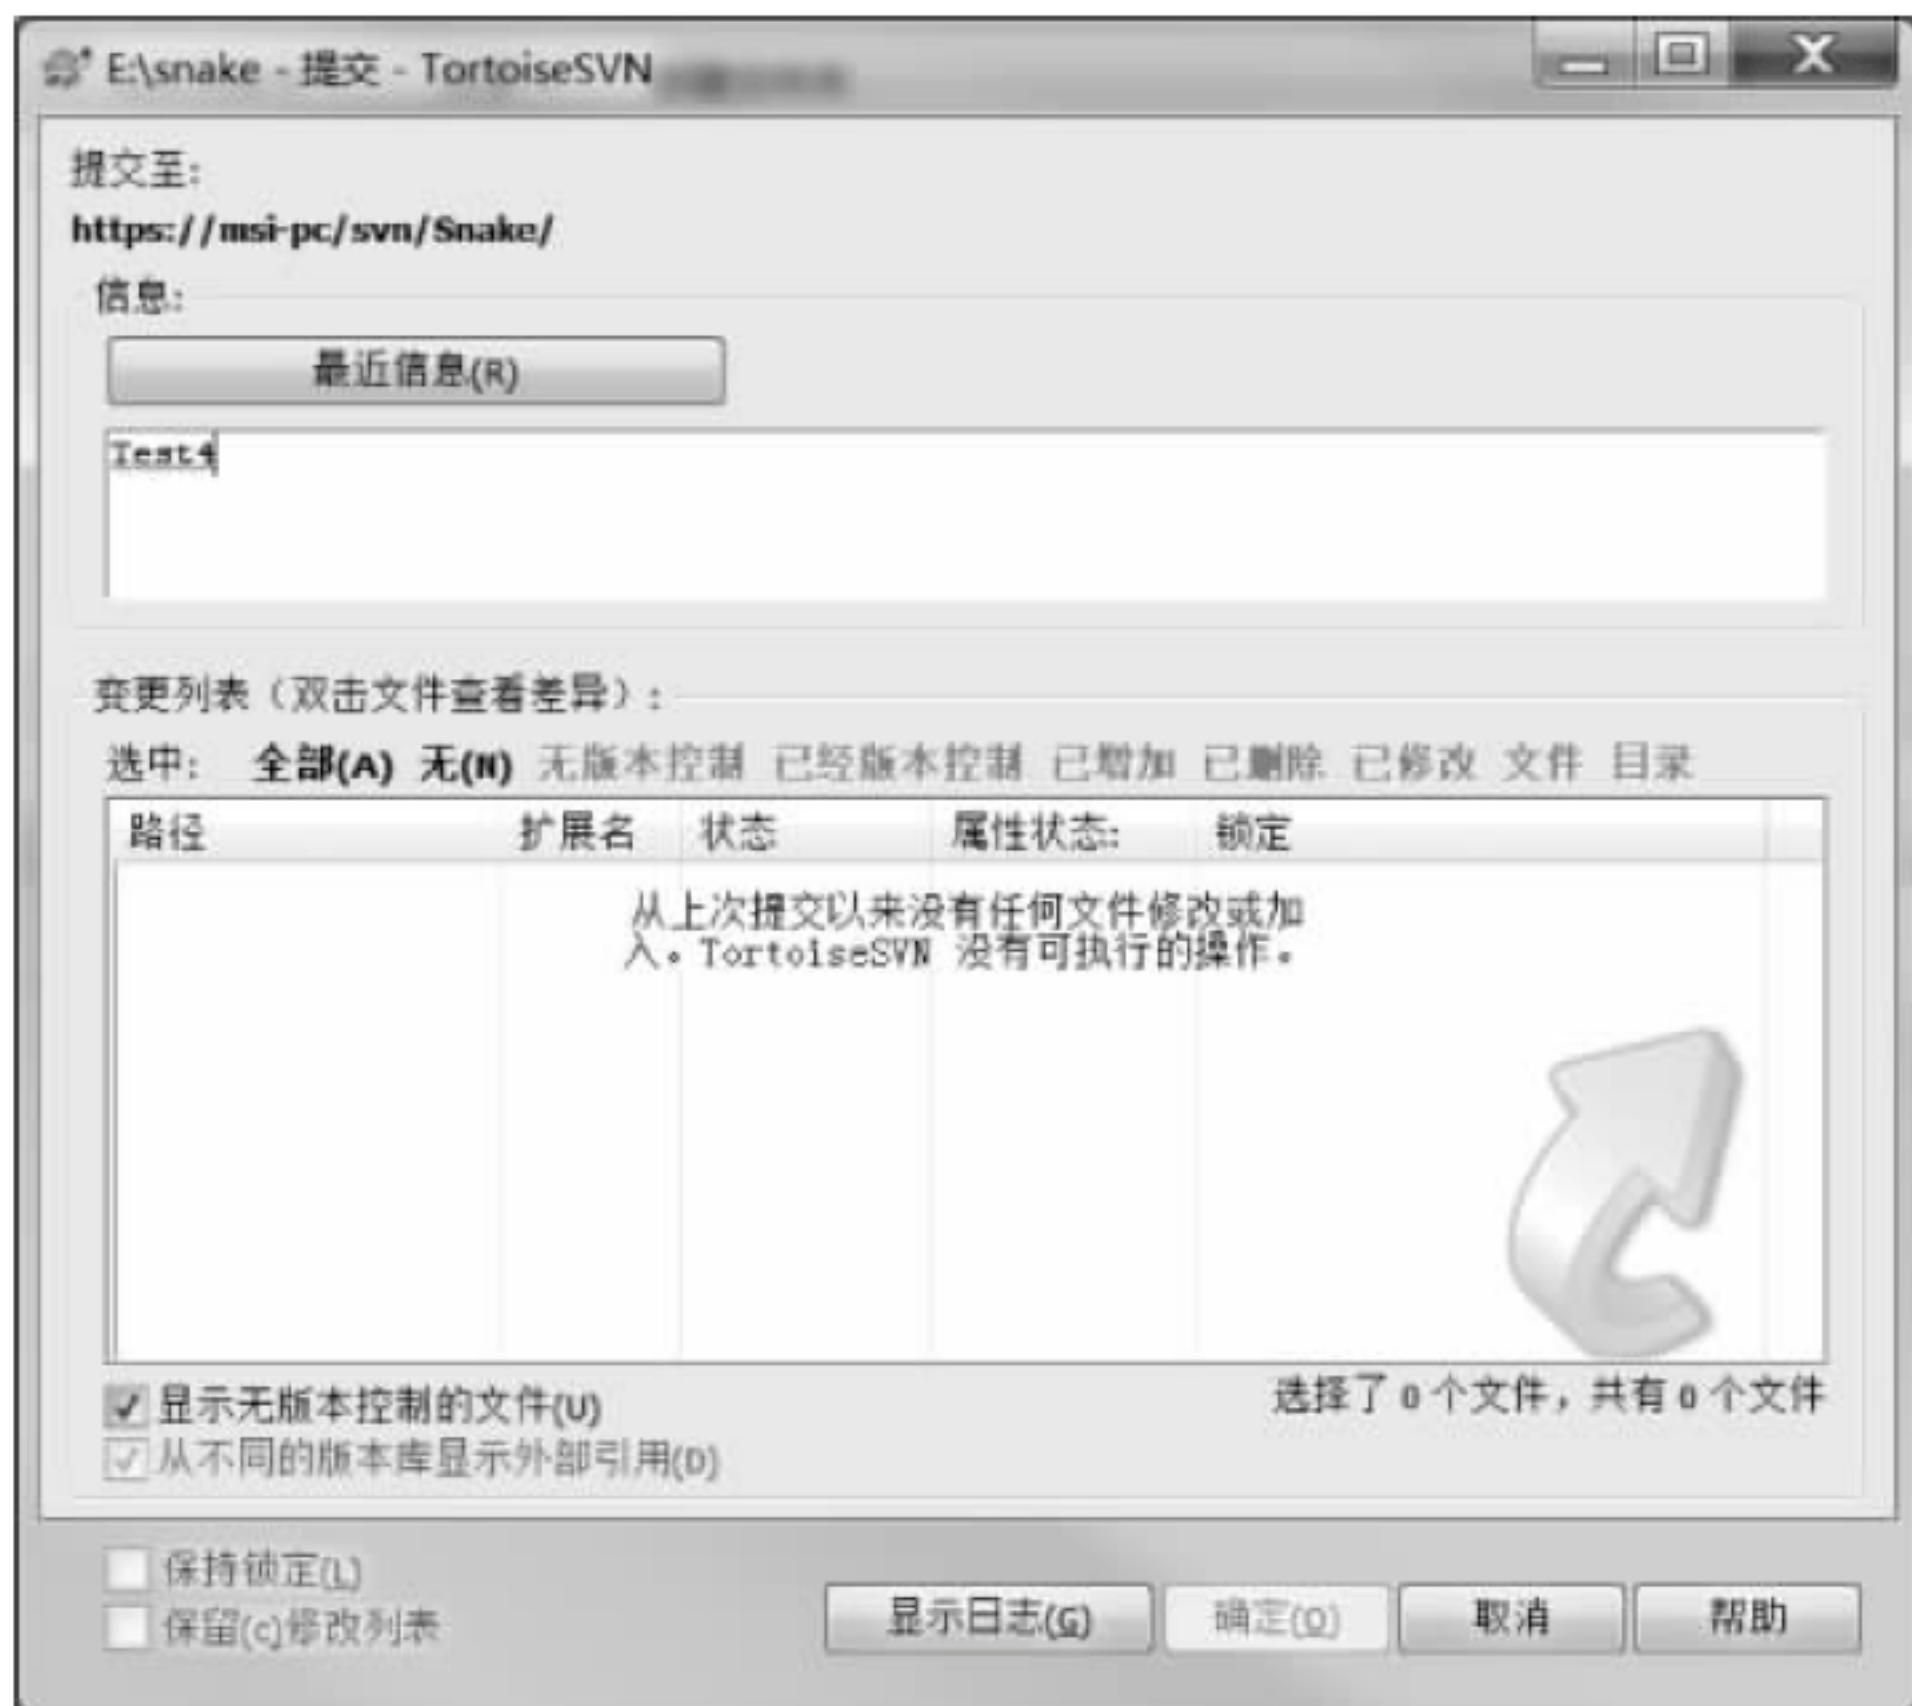 E:\snake - 提交 - TortoiseSVN
提交至:
https://msi-pc/svn/Snake/
信息:
最近信息(R)
Test4
变更列表（双击文件查看差异）:
选中: 全部(A) 无(N) 无版本控制 已经版本控制 已增加 已删除 已修改 文件 目录
路径 扩展名 状态 属性状态: 锁定
从上次提交以来没有任何文件修改或加
入。TortoiseSVN 没有可执行的操作。
显示无版本控制的文件(U)
选择了 0 个文件，共有 0 个文件
从不同的版本库显示外部引用(D)
保持锁定(L)
保留(c)修改列表
显示日志(G) 确定(O) 取消 帮助